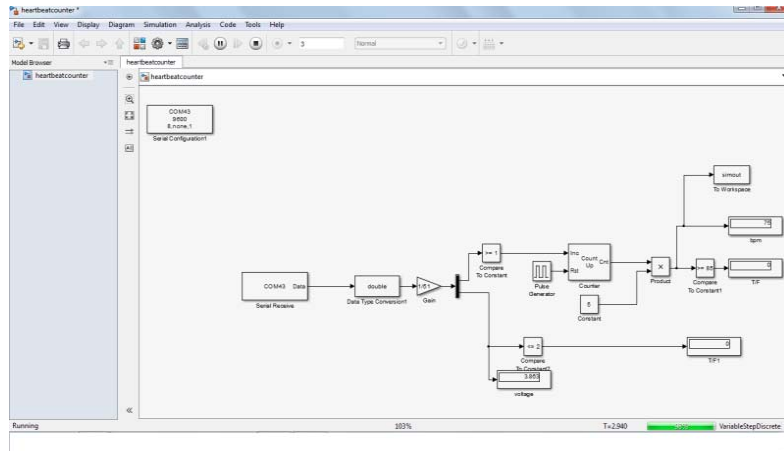 heartbeatcounter *
File Edit View Display Diagram Simulation Analysis Code Tools Help
3
Normal
Model Browser
heartbeatcounter
heartbeatcounter
heartbeatcounter
COM43
9600
8,none,1
Serial Configuration1
simout
To Workspace
75
bpm
>= 1
Compare
To Constant
Inc
Count
Up
Cnt
Rst
Counter
Pulse
Generator
×
Product
>= 85
Compare
To Constant1
0
T/F
COM43 Data
Serial Receive
double
Data Type Conversion1
1/51
Gain
5
Constant
<= 2
Compare
To Constant2
0
T/F1
3.863
voltage
Running
103%
T=2.940
VariableStepDiscrete